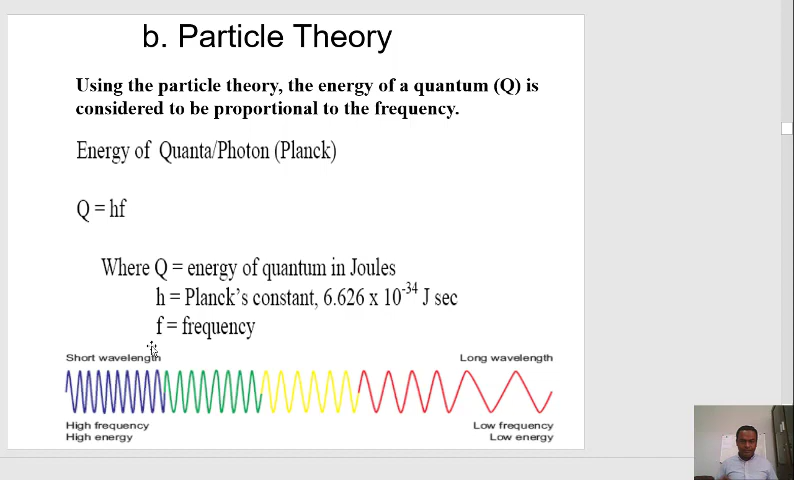 b. Particle Theory
Using the particle theory, the energy of a quantum (Q) is
considered to be proportional to the frequency.
Energy of Quanta/Photon (Planck)
Q = hf
Where Q = energy of quantum in Joules
h = Planck's constant, 6.626 x 10⁻³⁴ J sec
f = frequency
Short wavelength
Long wavelength
High frequency
High energy
Low frequency
Low energy